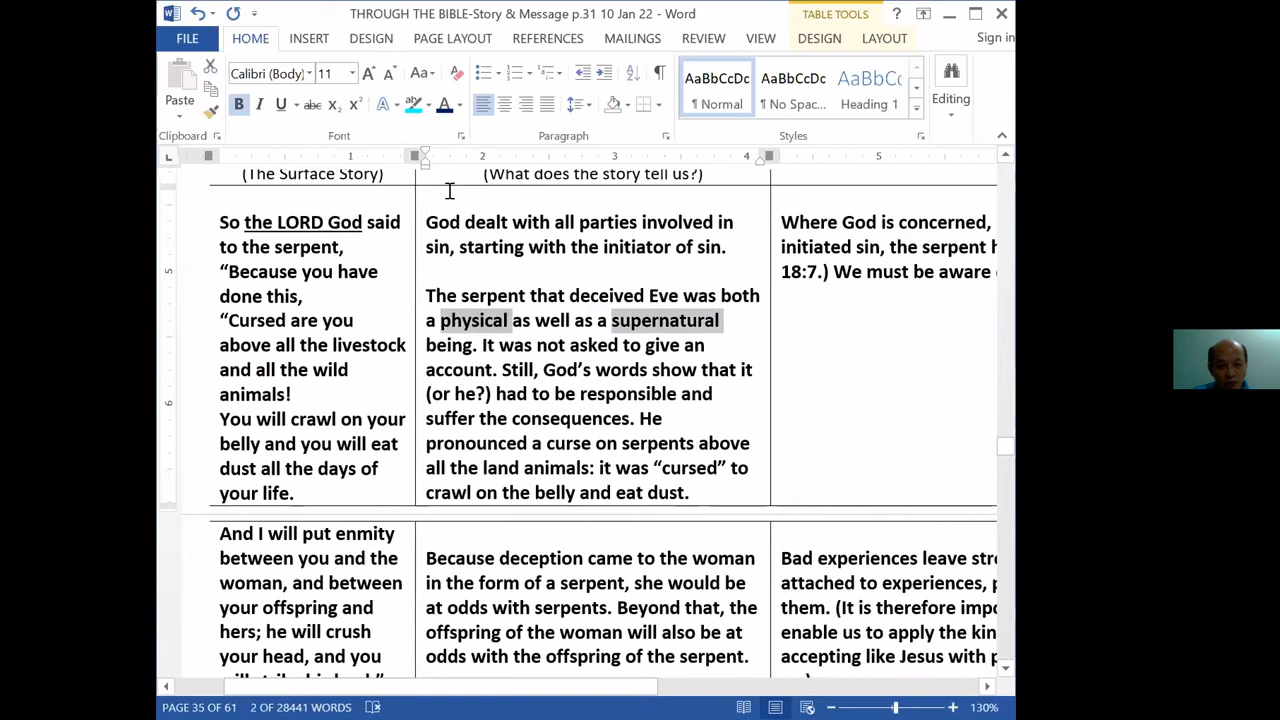 THROUGH THE BIBLE-Story & Message p.31 10 Jan 22 - Word
TABLE TOOLS
FILE HOME INSERT DESIGN PAGE LAYOUT REFERENCES MAILINGS REVIEW VIEW DESIGN LAYOUT Sign in
Paste
Calibri (Body) 11
Editing
AaBbCcDc AaBbCcDc AaBbCc
¶ Normal ¶ No Spac... Heading 1
Clipboard Font Paragraph Styles
1 2 3 4 5
(The Surface Story)
(What does the story tell us?)
So the LORD God said
to the serpent,
“Because you have
done this,
“Cursed are you
above all the livestock
and all the wild
animals!
You will crawl on your
belly and you will eat
dust all the days of
your life.
God dealt with all parties involved in
sin, starting with the initiator of sin.
The serpent that deceived Eve was both
a physical as well as a supernatural
being. It was not asked to give an
account. Still, God’s words show that it
(or he?) had to be responsible and
suffer the consequences. He
pronounced a curse on serpents above
all the land animals: it was “cursed” to
crawl on the belly and eat dust.
Where God is concerned,
initiated sin, the serpent h
18:7.) We must be aware
And I will put enmity
between you and the
woman, and between
your offspring and
hers; he will crush
your head, and you
Because deception came to the woman
in the form of a serpent, she would be
at odds with serpents. Beyond that, the
offspring of the woman will also be at
odds with the offspring of the serpent.
Bad experiences leave stro
attached to experiences, p
them. (It is therefore impo
enable us to apply the kin
accepting like Jesus with p
5
6
PAGE 35 OF 61 2 OF 28441 WORDS 130%